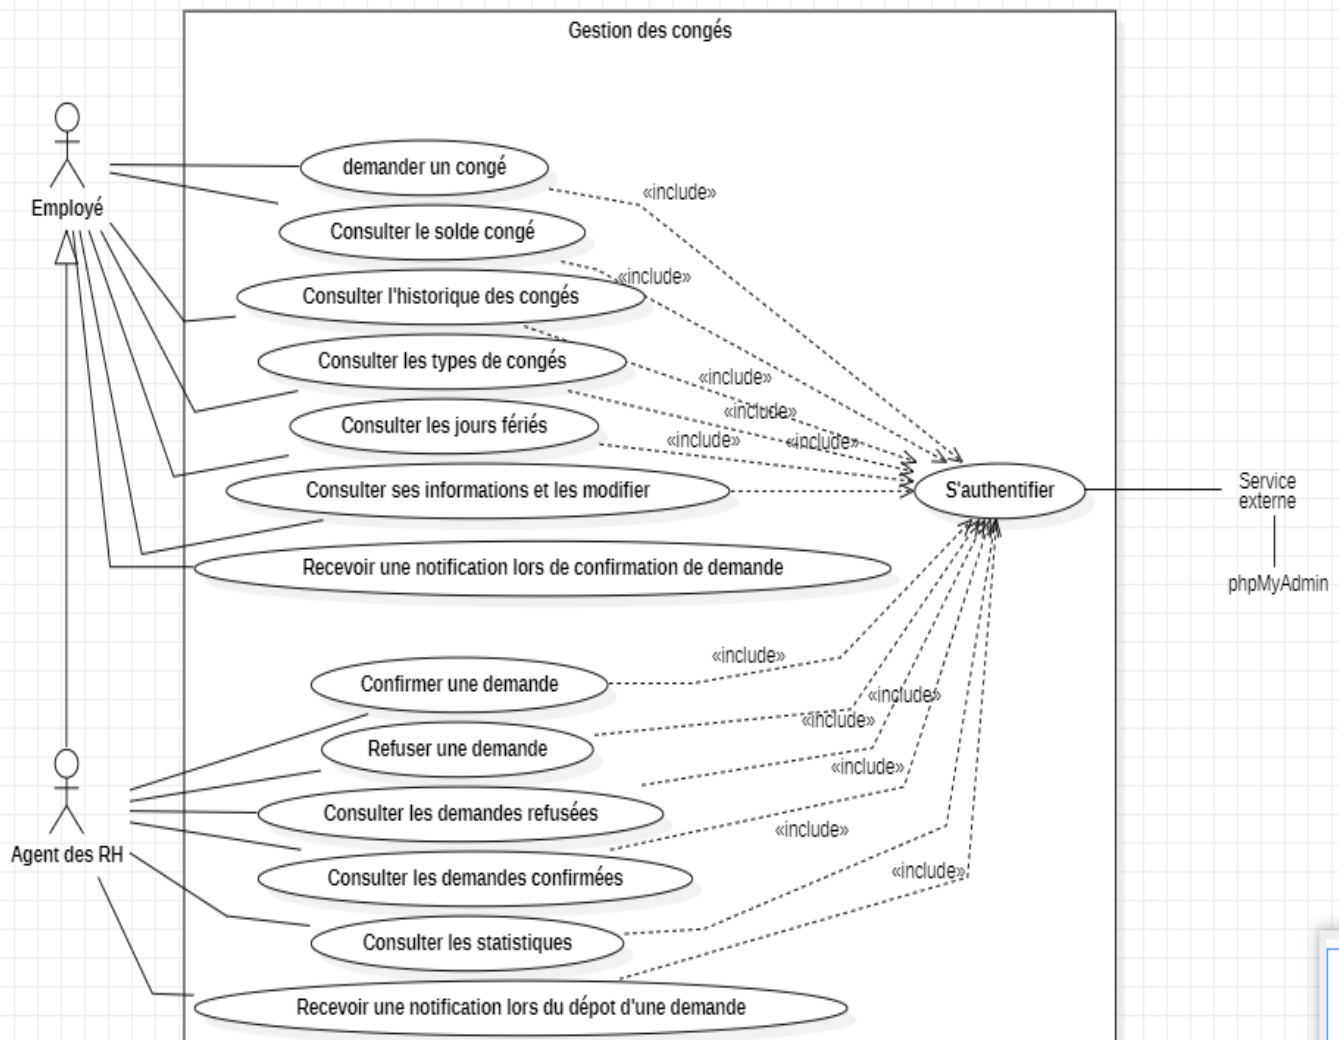 Gestion des congés
Employé
demander un congé
«include»
Consulter le solde congé
«include»
Consulter l'historique des congés
Consulter les types de congés
«include»
«include»
Consulter les jours fériés
«include»
«include»
Consulter ses informations et les modifier
S'authentifier
Service
externe
Recevoir une notification lors de confirmation de demande
phpMyAdmin
«include»
Confirmer une demande
«include»
«include»
Refuser une demande
«include»
Consulter les demandes refusées
«include»
Agent des RH
Consulter les demandes confirmées
«include»
Consulter les statistiques
Recevoir une notification lors du dépot d'une demande